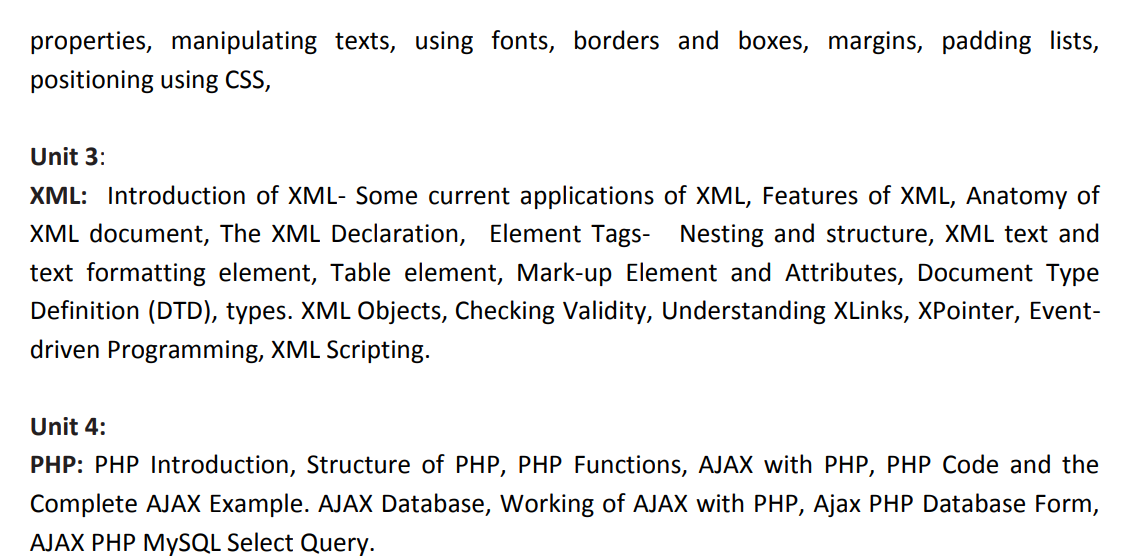 properties, manipulating texts, using fonts, borders and boxes, margins, padding lists,
positioning using CSS,
Unit 3:
XML: Introduction of XML- Some current applications of XML, Features of XML, Anatomy of
XML document, The XML Declaration, Element Tags- Nesting and structure, XML text and
text formatting element, Table element, Mark-up Element and Attributes, Document Type
Definition (DTD), types. XML Objects, Checking Validity, Understanding XLinks, XPointer, Event-
driven Programming, XML Scripting.
Unit 4:
PHP: PHP Introduction, Structure of PHP, PHP Functions, AJAX with PHP, PHP Code and the
Complete AJAX Example. AJAX Database, Working of AJAX with PHP, Ajax PHP Database Form,
AJAX PHP MySQL Select Query.